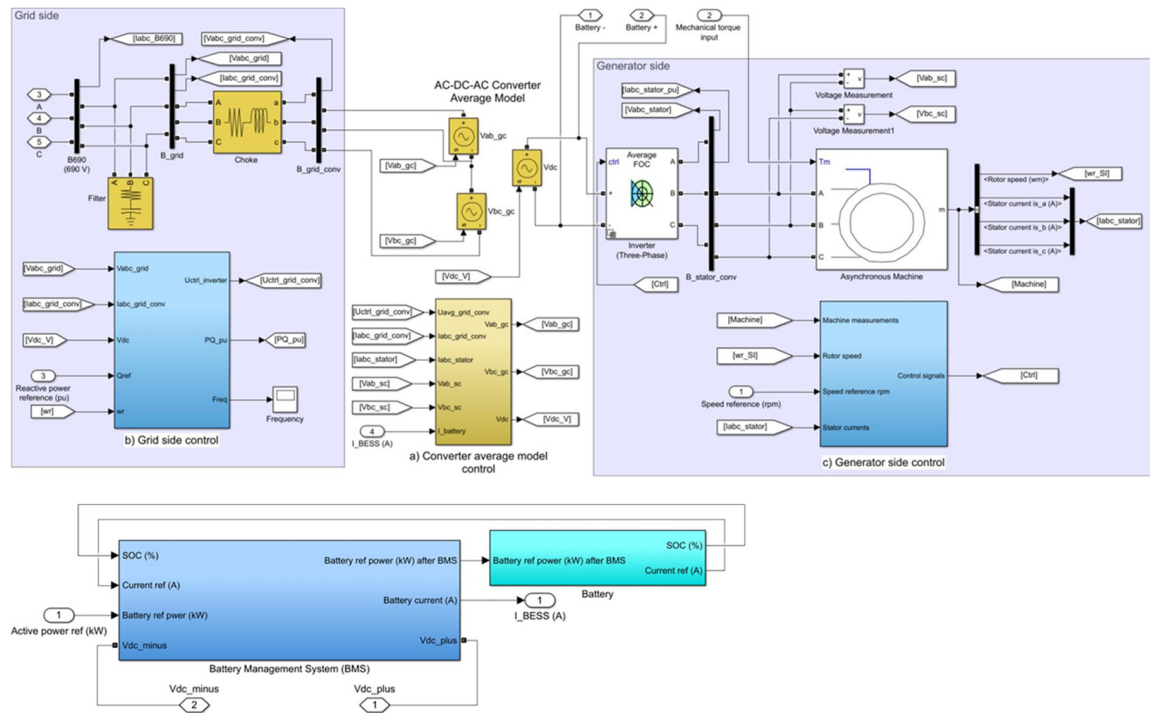 Grid side
[Iabc_B690]
[Vabc_grid_conv]
[Vabc_grid]
[Iabc_grid_conv]
3
A
4
B
5
C
B690
(690 V)
A
B
C
Filter
B_grid
A
B
C
a
b
c
Choke
B_grid_conv
AC-DC-AC Converter
Average Model
[Vab_gc]
Vab_gc
[Vbc_gc]
Vbc_gc
[Vdc_V]
Vdc
1
Battery -
2
Battery +
2
Mechanical torque
input
Generator side
[Iabc_stator_pu]
[Vabc_stator]
ctrl
Average
FOC
+
-
A
B
C
Inverter
(Three-Phase)
[Ctrl]
B_stator_conv
+
-
v
Voltage Measurement
[Vab_sc]
+
-
v
Voltage Measurement1
[Vbc_sc]
Tm
A
B
C
m
Asynchronous Machine
<Rotor speed (wm)>
<Stator current is_a (A)>
<Stator current is_b (A)>
<Stator current is_c (A)>
[wr_SI]
[Iabc_stator]
[Machine]
[Vabc_grid]
[Iabc_grid_conv]
[Vdc_V]
3
Reactive power
reference (pu)
[wr]
Vabc_grid
Iabc_grid_conv
Vdc
Qref
wr
Uctrl_inverter
PQ_pu
Freq
[Uctrl_grid_conv]
[PQ_pu]
Frequency
b) Grid side control
[Uctrl_grid_conv]
[Iabc_grid_conv]
[Iabc_stator]
[Vab_sc]
[Vbc_sc]
4
I_BESS (A)
Uavg_grid_conv
Iabc_grid_conv
Iabc_stator
Vab_sc
Vbc_sc
I_battery
Vab_gc
Vbc_gc
Vdc
[Vab_gc]
[Vbc_gc]
[Vdc_V]
a) Converter average model
control
[Machine]
[wr_SI]
1
Speed reference (rpm)
[Iabc_stator]
Machine measurements
Rotor speed
Speed reference rpm
Stator currents
Control signals
[Ctrl]
c) Generator side control
SOC (%)
Current ref (A)
Battery ref pwer (kW)
Vdc_minus
Battery ref power (kW) after BMS
Battery current (A)
Vdc_plus
1
Active power ref (kW)
Battery Management System (BMS)
Battery ref power (kW) after BMS
SOC (%)
Current ref (A)
Battery
1
I_BESS (A)
Vdc_minus
2
Vdc_plus
1